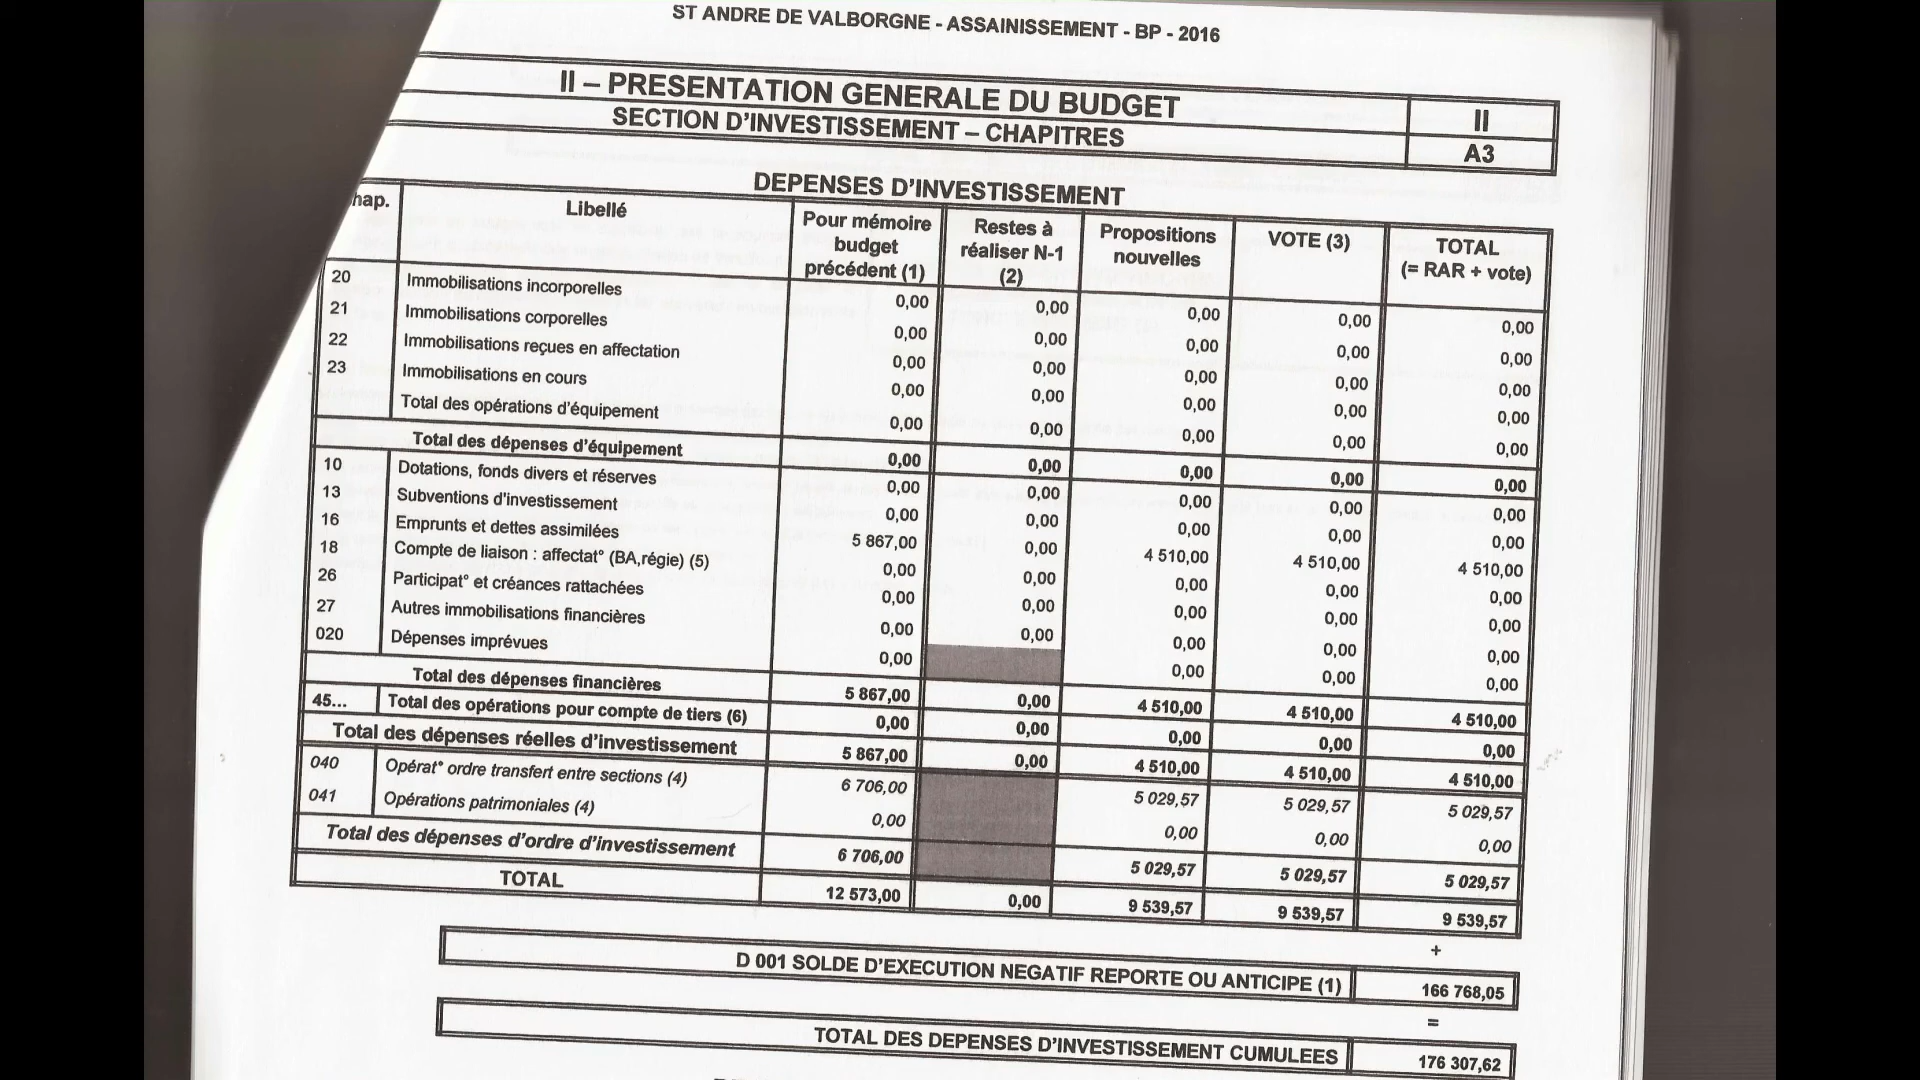 ST ANDRE DE VALBORGNE - ASSAINISSEMENT - BP - 2016
II – PRESENTATION GENERALE DU BUDGET II
SECTION D'INVESTISSEMENT – CHAPITRES A3
DEPENSES D'INVESTISSEMENT
hap. Libellé Pour mémoire budget précédent (1) Restes à réaliser N-1 (2) Propositions nouvelles VOTE (3) TOTAL (= RAR + vote)
20 Immobilisations incorporelles 0,00 0,00 0,00 0,00 0,00
21 Immobilisations corporelles 0,00 0,00 0,00 0,00 0,00
22 Immobilisations reçues en affectation 0,00 0,00 0,00 0,00 0,00
23 Immobilisations en cours 0,00 0,00 0,00 0,00 0,00
Total des opérations d'équipement 0,00 0,00 0,00 0,00 0,00
Total des dépenses d'équipement 0,00 0,00 0,00 0,00 0,00
10 Dotations, fonds divers et réserves 0,00 0,00 0,00 0,00 0,00
13 Subventions d'investissement 0,00 0,00 0,00 0,00 0,00
16 Emprunts et dettes assimilées 5 867,00 0,00 4 510,00 4 510,00 4 510,00
18 Compte de liaison : affectat° (BA,régie) (5) 0,00 0,00 0,00 0,00 0,00
26 Participat° et créances rattachées 0,00 0,00 0,00 0,00 0,00
27 Autres immobilisations financières 0,00 0,00 0,00 0,00 0,00
020 Dépenses imprévues 0,00 0,00 0,00 0,00
Total des dépenses financières 5 867,00 0,00 4 510,00 4 510,00 4 510,00
45... Total des opérations pour compte de tiers (6) 0,00 0,00 0,00 0,00 0,00
Total des dépenses réelles d'investissement 5 867,00 0,00 4 510,00 4 510,00 4 510,00
040 Opérat° ordre transfert entre sections (4) 6 706,00 5 029,57 5 029,57 5 029,57
041 Opérations patrimoniales (4) 0,00 0,00 0,00 0,00
Total des dépenses d'ordre d'investissement 6 706,00 5 029,57 5 029,57 5 029,57
TOTAL 12 573,00 0,00 9 539,57 9 539,57 9 539,57
+
D 001 SOLDE D'EXECUTION NEGATIF REPORTE OU ANTICIPE (1) 166 768,05
=
TOTAL DES DEPENSES D'INVESTISSEMENT CUMULEES 176 307,62